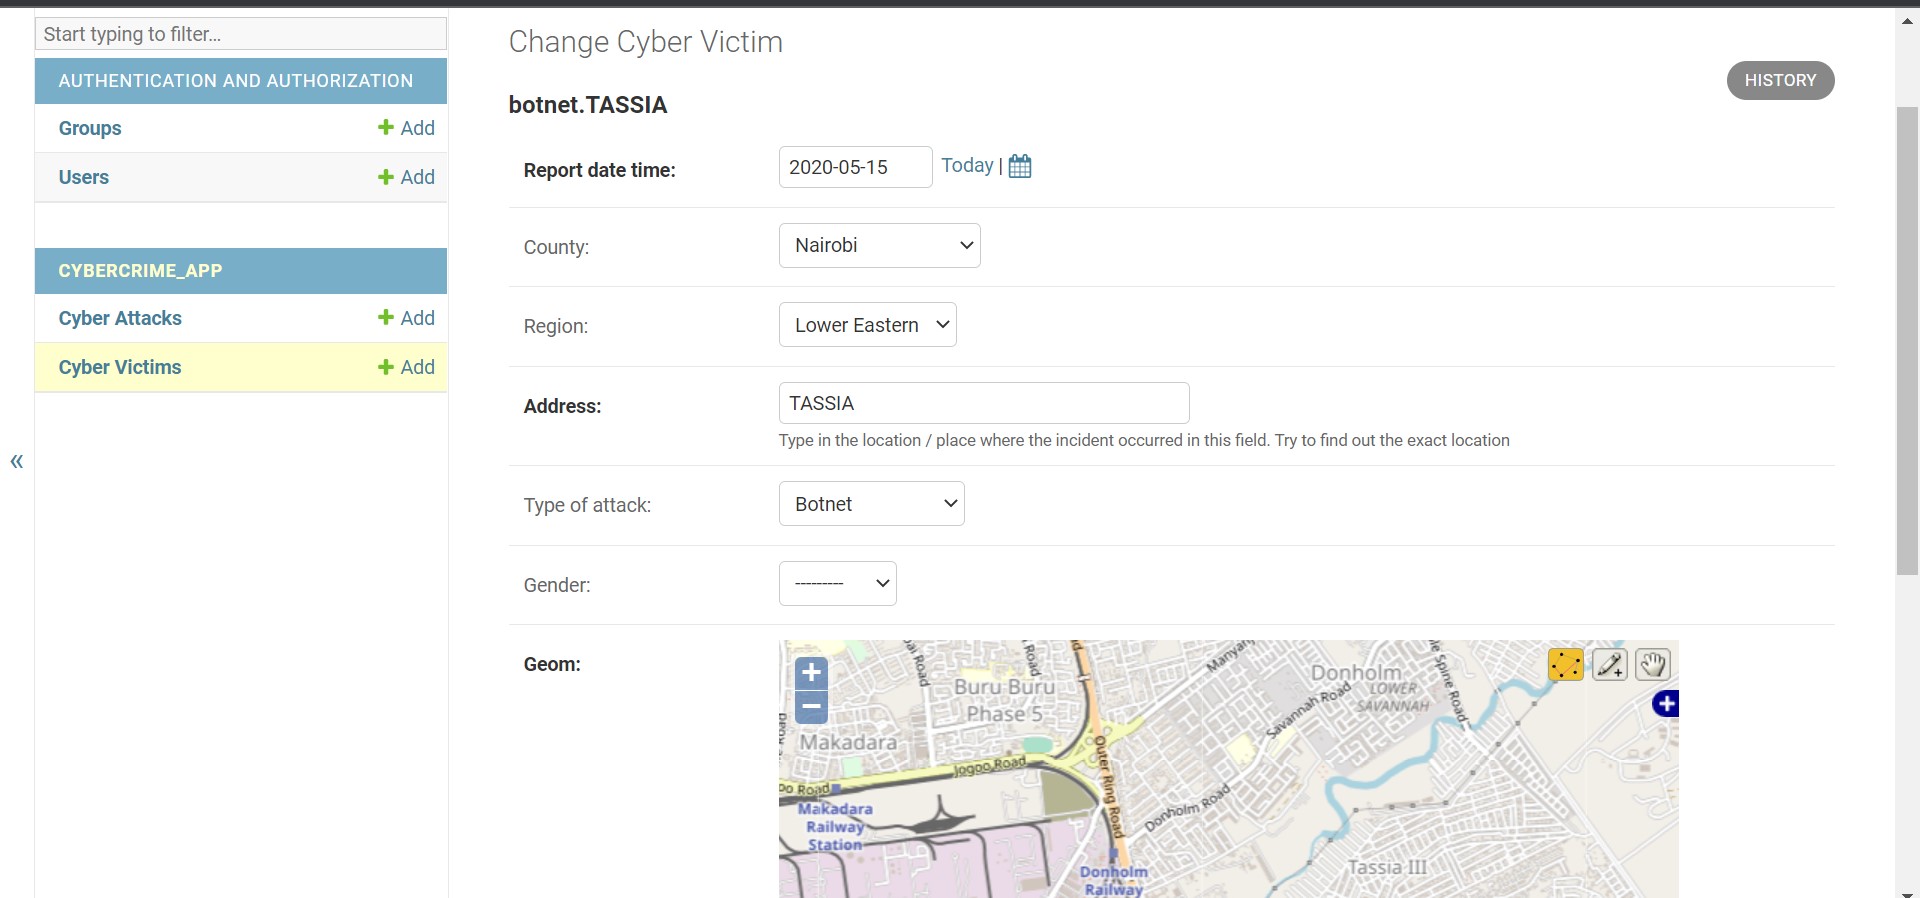 Start typing to filter...
AUTHENTICATION AND AUTHORIZATION
Groups
Add
Users
Add
CYBERCRIME_APP
Cyber Attacks
Add
Cyber Victims
Add
«
Change Cyber Victim
HISTORY
botnet.TASSIA
Report date time:
2020-05-15
Today |
County:
Nairobi
Region:
Lower Eastern
Address:
TASSIA
Type in the location / place where the incident occurred in this field. Try to find out the exact location
Type of attack:
Botnet
Gender:
---------
Geom:
+
−
Buru Buru
Phase 5
Makadara
Jogoo Road
Makadara
Railway
Station
Outer Ring Road
Donholm Road
Savannah Road
Donholm
LOWER
SAVANNAH
Tassia III
Donholm
Railway